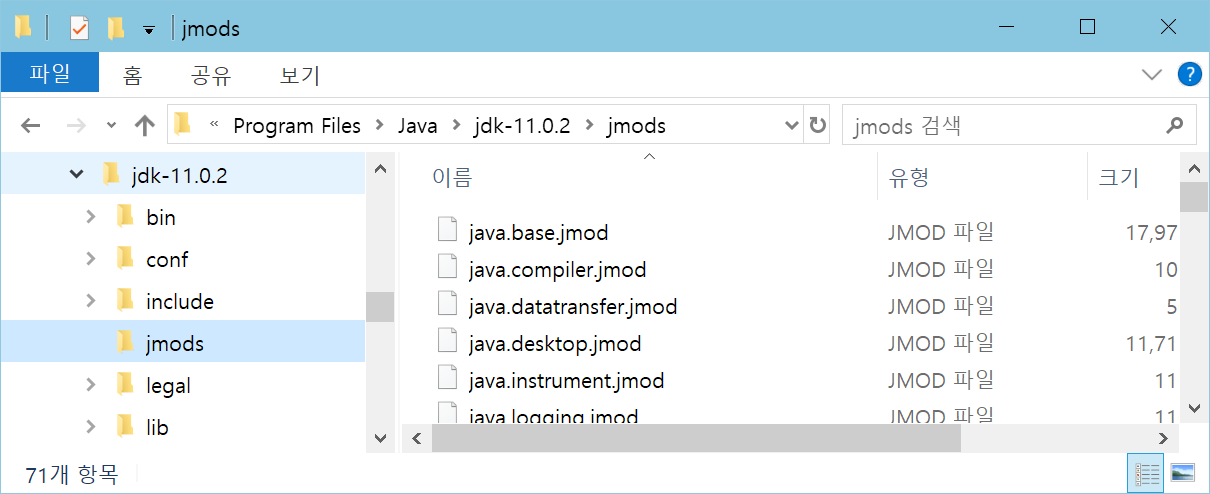 jmods
파일 홈 공유 보기
« Program Files > Java > jdk-11.0.2 > jmods
jmods 검색
jdk-11.0.2
bin
conf
include
jmods
legal
lib
이름 유형 크기
java.base.jmod JMOD 파일 17,97
java.compiler.jmod JMOD 파일 10
java.datatransfer.jmod JMOD 파일 5
java.desktop.jmod JMOD 파일 11,71
java.instrument.jmod JMOD 파일 11
java.logging.jmod JMOD 파일 11
71개 항목